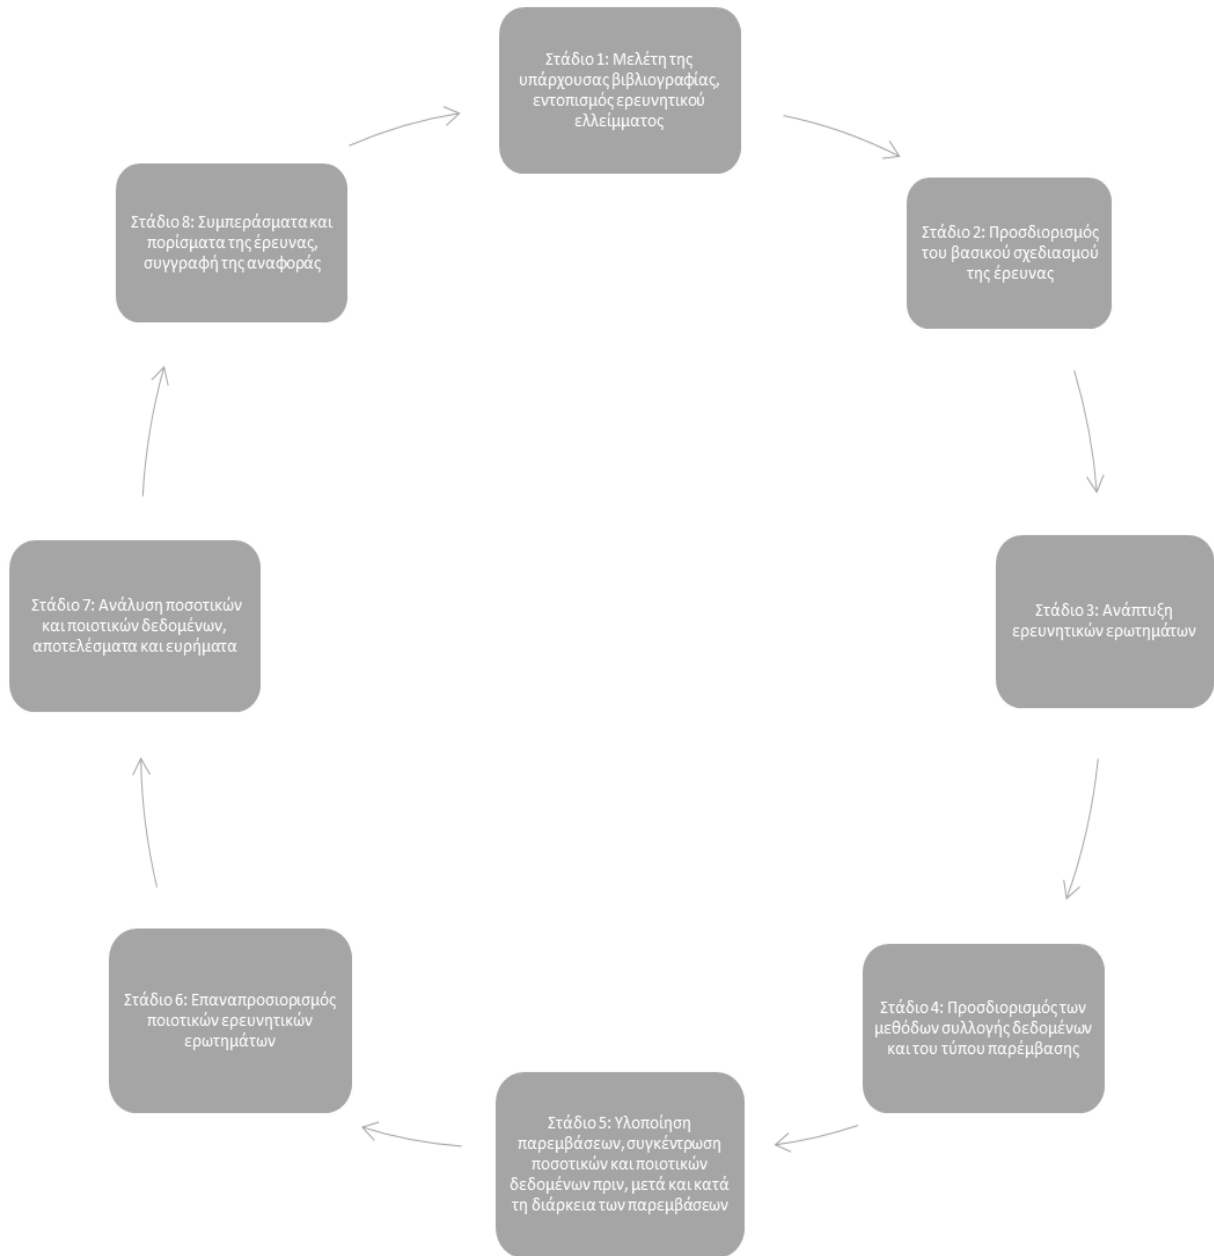 Στάδιο 1: Μελέτη της
υπάρχουσας βιβλιογραφίας,
εντοπισμός ερευνητικού
ελλείμματος
Στάδιο 2: Προσδιορισμός
του βασικού σχεδιασμού
της έρευνας
Στάδιο 3: Ανάπτυξη
ερευνητικών ερωτημάτων
Στάδιο 4: Προσδιορισμός των
μεθόδων συλλογής δεδομένων
και του τύπου παρέμβασης
Στάδιο 5: Υλοποίηση
παρεμβάσεων, συγκέντρωση
ποσοτικών και ποιοτικών
δεδομένων πριν, μετά και κατά
τη διάρκεια των παρεμβάσεων
Στάδιο 6: Επαναπροσιορισμός
ποιοτικών ερευνητικών
ερωτημάτων
Στάδιο 7: Ανάλυση ποσοτικών
και ποιοτικών δεδομένων,
αποτελέσματα και ευρήματα
Στάδιο 8: Συμπεράσματα και
πορίσματα της έρευνας,
συγγραφή της αναφοράς